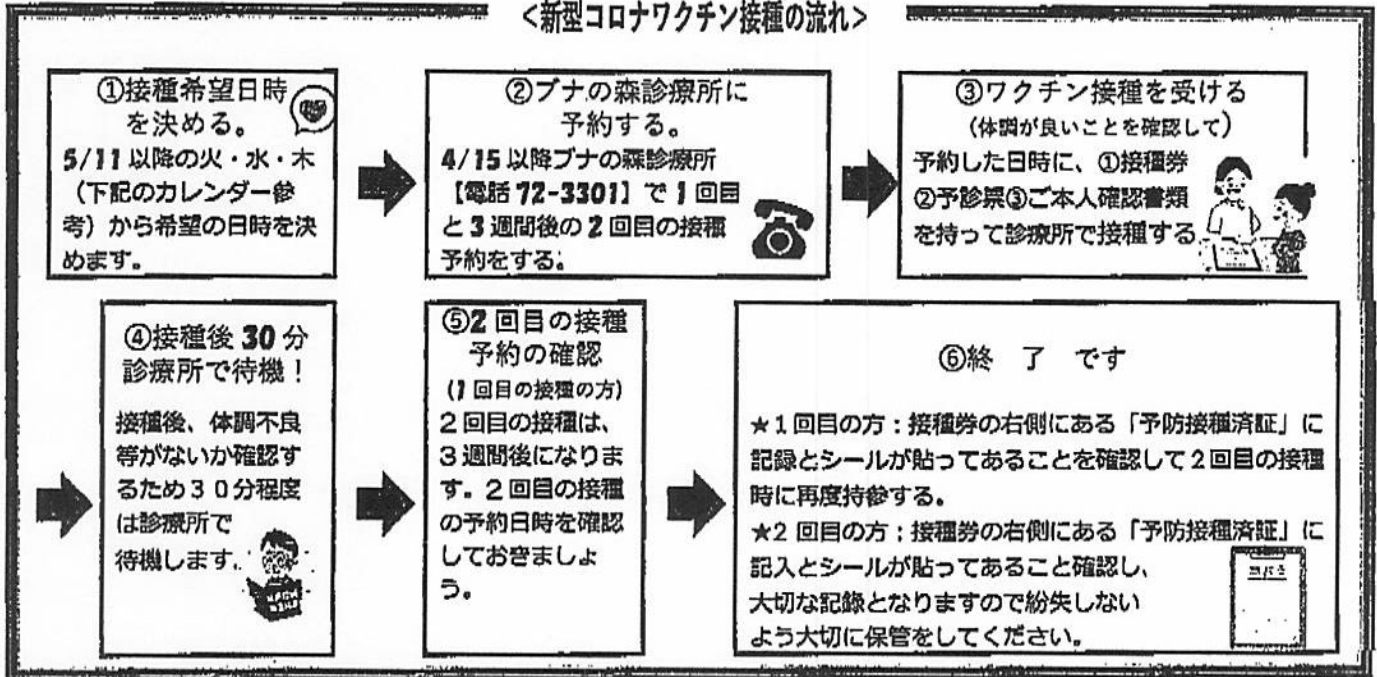 <新型コロナワクチン接種の流れ>
①接種希望日時
を決める。
5/11以降の火・水・木
(下記のカレンダー参
考)から希望の日時を決
めます。
②ブナの森診療所に
予約する。
4/15以降ブナの森診療所
【電話 72-3301】で1回目
と3週間後の2回目の接種
予約をする。
③ワクチン接種を受ける
(体調が良いことを確認して)
予約した日時に、①接種券
②予診票③ご本人確認書類
を持って診療所で接種する
④接種後 30 分
診療所で待機!
接種後、体調不良
等がないか確認す
るため30分程度
は診療所で
待機します。
⑤2 回目の接種
予約の確認
(1回目の接種の方)
2回目の接種は、
3週間後になりま
す。2回目の接種
の予約日時を確認
しておきましょ
う。
⑥終 了 です
★1回目の方:接種券の右側にある「予防接種済証」に
記録とシールが貼ってあることを確認して2回目の接種
時に再度持参する。
★2 回目の方:接種券の右側にある「予防接種済証」に
記入とシールが貼ってあること確認し、
大切な記録となりますので紛失しない
よう大切に保管をしてください。